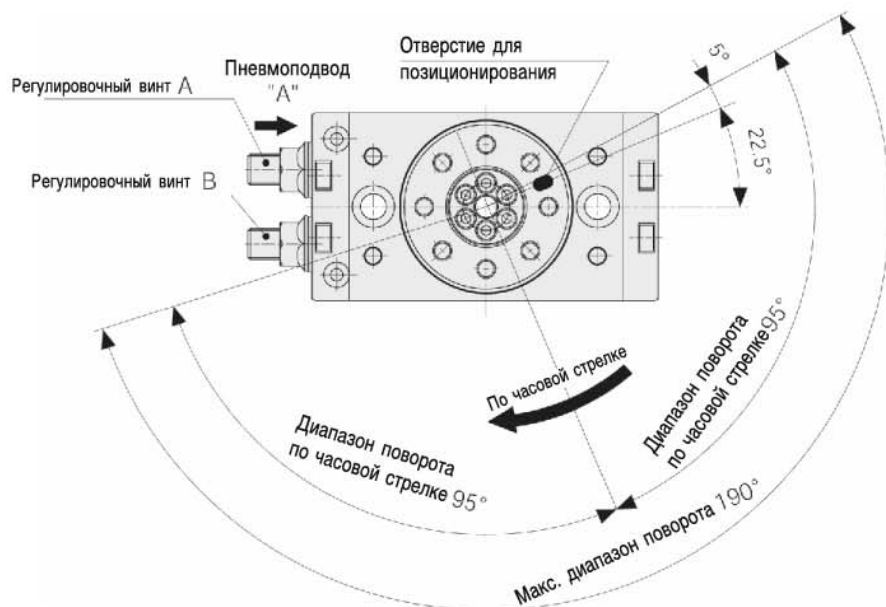 Отверстие для
позиционирования
Пневмоподвод
"A"
Регулировочный винт A
Регулировочный винт B
5°
22.5°
По часовой стрелке
Диапазон поворота
по часовой стрелке 95°
Диапазон поворота
по часовой стрелке 95°
Макс. диапазон поворота 190°